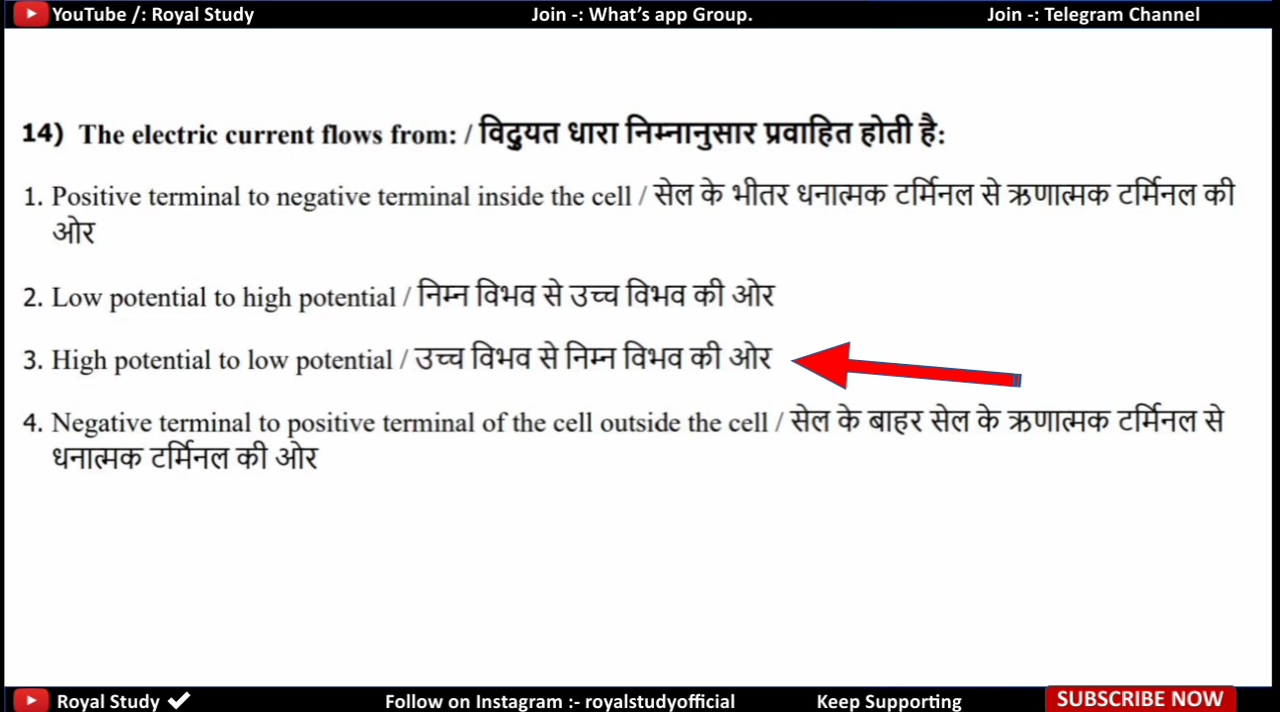 YouTube /: Royal Study Join -: What's app Group. Join -: Telegram Channel
14) The electric current flows from: / विदुयत धारा निम्नानुसार प्रवाहित होती है:
1. Positive terminal to negative terminal inside the cell / सेल के भीतर धनात्मक टर्मिनल से ऋणात्मक टर्मिनल की
ओर
2. Low potential to high potential / निम्न विभव से उच्च विभव की ओर
3. High potential to low potential / उच्च विभव से निम्न विभव की ओर
4. Negative terminal to positive terminal of the cell outside the cell / सेल के बाहर सेल के ऋणात्मक टर्मिनल से
धनात्मक टर्मिनल की ओर
Royal Study Follow on Instagram :- royalstudyofficial Keep Supporting SUBSCRIBE NOW